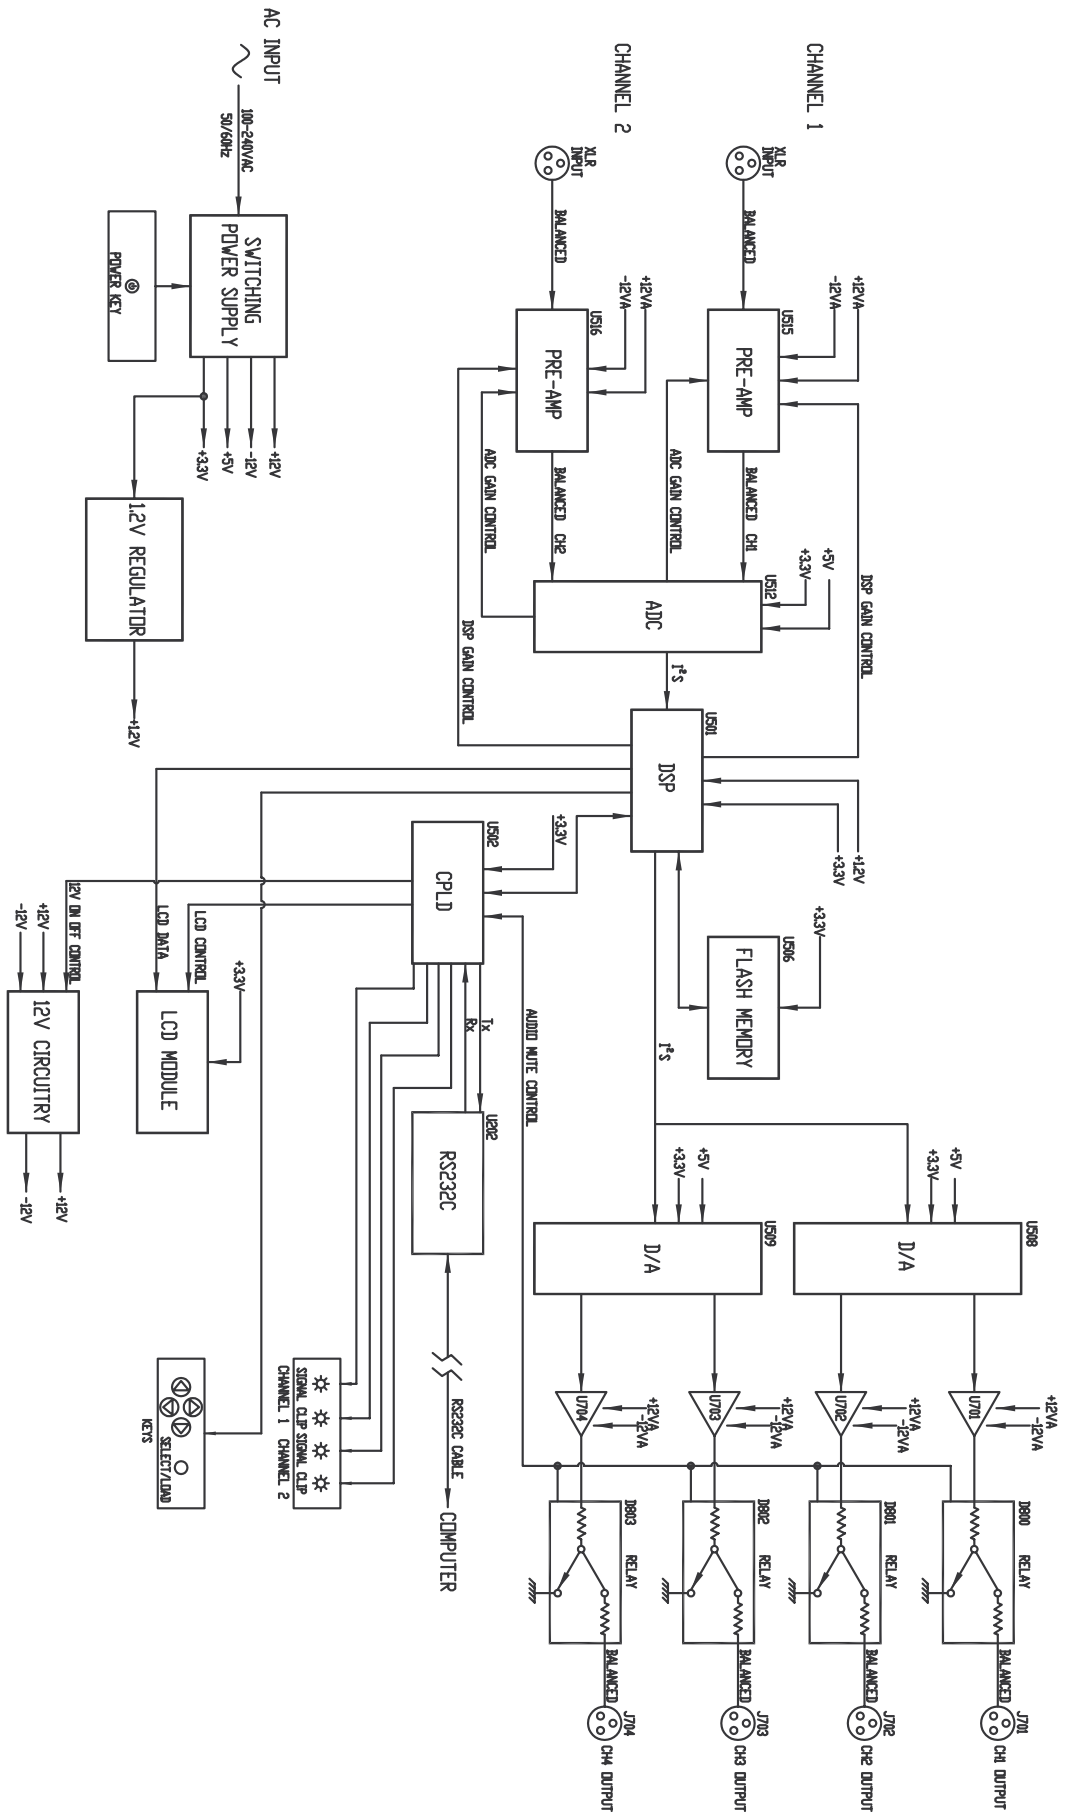 CHANNEL 1
XLR
INPUT
BALANCED
+12VA
-12VA
U515
PRE-AMP
BALANCED CH1
ADC GAIN CONTROL
DSP GAIN CONTROL
+5V
+3.3V
U512
ADC
I²S
U501
DSP
+1.2V
+3.3V
+3.3V
U506
FLASH MEMORY
I²S
+5V
+3.3V
U508
D/A
+5V
+3.3V
U509
D/A
+12VA
-12VA
U701
+12VA
-12VA
U702
+12VA
-12VA
U703
+12VA
-12VA
U704
D800
RELAY
BALANCED
J701
CH1 OUTPUT
D801
RELAY
BALANCED
J702
CH2 OUTPUT
D802
RELAY
BALANCED
J703
CH3 OUTPUT
D803
RELAY
BALANCED
J704
CH4 OUTPUT
CHANNEL 2
XLR
INPUT
BALANCED
+12VA
-12VA
U516
PRE-AMP
BALANCED CH2
ADC GAIN CONTROL
DSP GAIN CONTROL
+3.3V
U502
CPLD
AUDIO MUTE CONTROL
Tx
Rx
U202
RS232C
RS232C CABLE
COMPUTER
SIGNAL CLIP SIGNAL CLIP
CHANNEL 1 CHANNEL 2
SELECT/LOAD
KEYS
AC INPUT
100-240VAC
50/60Hz
SWITCHING
POWER SUPPLY
POWER KEY
+12V
-12V
+5V
+3.3V
1.2V REGULATOR
+1.2V
+3.3V
LCD CONTROL
LCD DATA
LCD MODULE
12V ON OFF CONTROL
+12V
-12V
12V CIRCUITRY
+12V
-12V